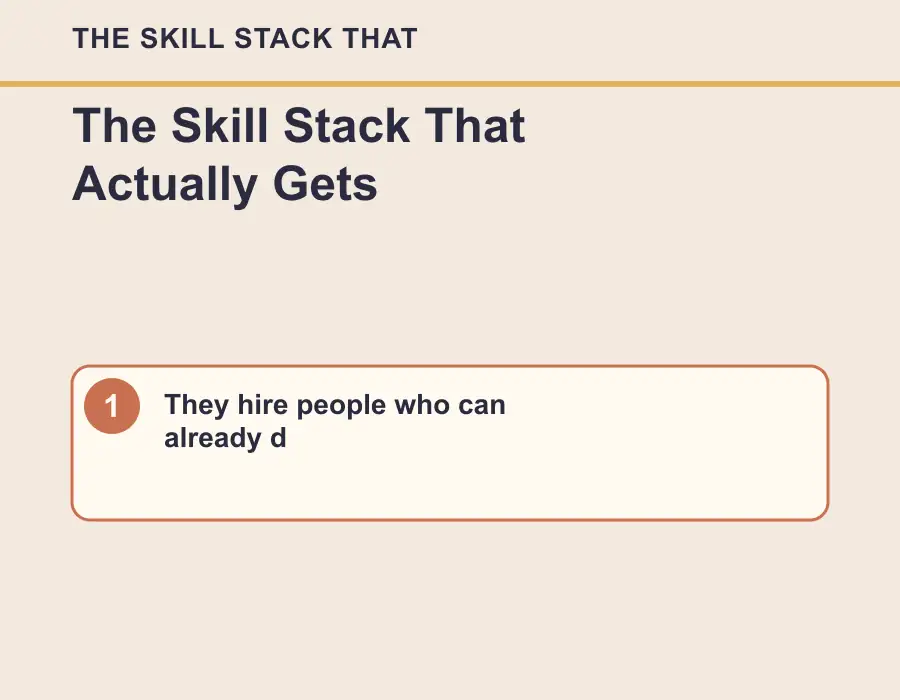 THE SKILL STACK THAT
The Skill Stack That
Actually Gets
1
They hire people who can
already d